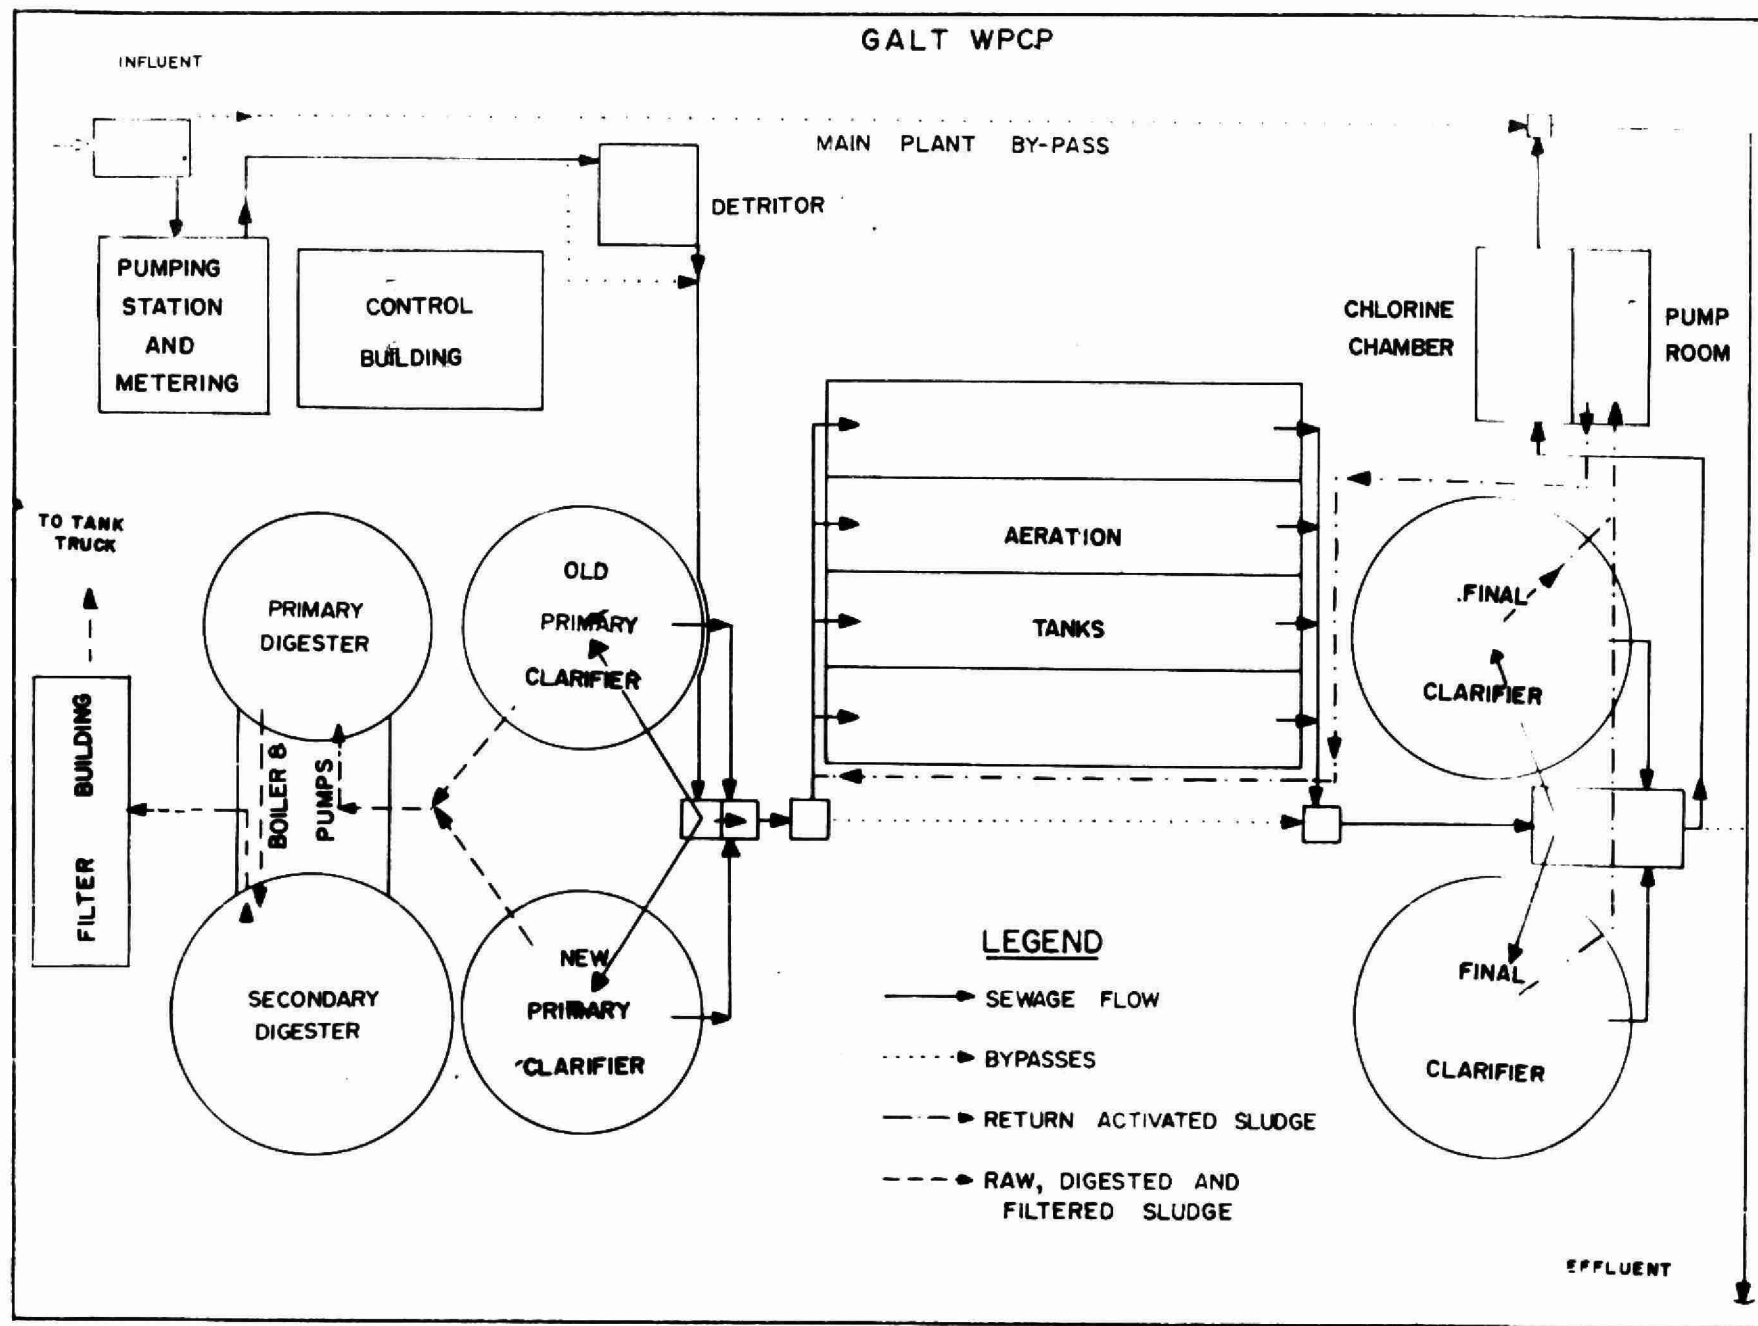 GALT WPCP
INFLUENT
MAIN PLANT BY-PASS
DETRITOR
PUMPING
STATION
AND
METERING
CONTROL
BUILDING
CHLORINE
CHAMBER
PUMP
ROOM
TO TANK
TRUCK
PRIMARY
DIGESTER
OLD
PRIMARY
CLARIFIER
AERATION
TANKS
FINAL
CLARIFIER
FILTER BUILDING
BOILER &
PUMPS
SECONDARY
DIGESTER
NEW
PRIMARY
CLARIFIER
FINAL
CLARIFIER
LEGEND
SEWAGE FLOW
BYPASSES
RETURN ACTIVATED SLUDGE
RAW, DIGESTED AND
FILTERED SLUDGE
EFFLUENT